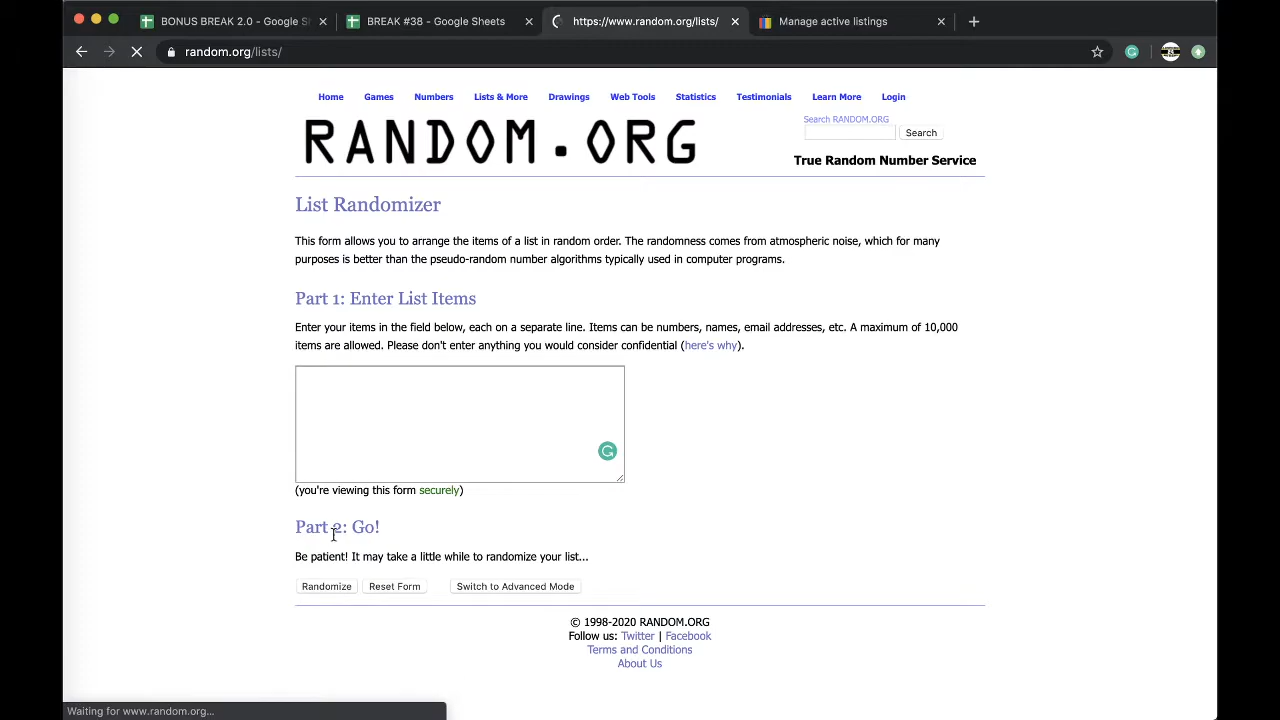 BONUS BREAK 2.0 - Google S
BREAK #38 - Google Sheets
https://www.random.org/lists/
Manage active listings
random.org/lists/
Home Games Numbers Lists & More Drawings Web Tools Statistics Testimonials Learn More Login
RANDOM.ORG
Search RANDOM.ORG
Search
True Random Number Service
List Randomizer
This form allows you to arrange the items of a list in random order. The randomness comes from atmospheric noise, which for many
purposes is better than the pseudo-random number algorithms typically used in computer programs.
Part 1: Enter List Items
Enter your items in the field below, each on a separate line. Items can be numbers, names, email addresses, etc. A maximum of 10,000
items are allowed. Please don't enter anything you would consider confidential (here's why).
(you're viewing this form securely)
Part 2: Go!
Be patient! It may take a little while to randomize your list...
Randomize Reset Form Switch to Advanced Mode
© 1998-2020 RANDOM.ORG
Follow us: Twitter | Facebook
Terms and Conditions
About Us
Waiting for www.random.org...